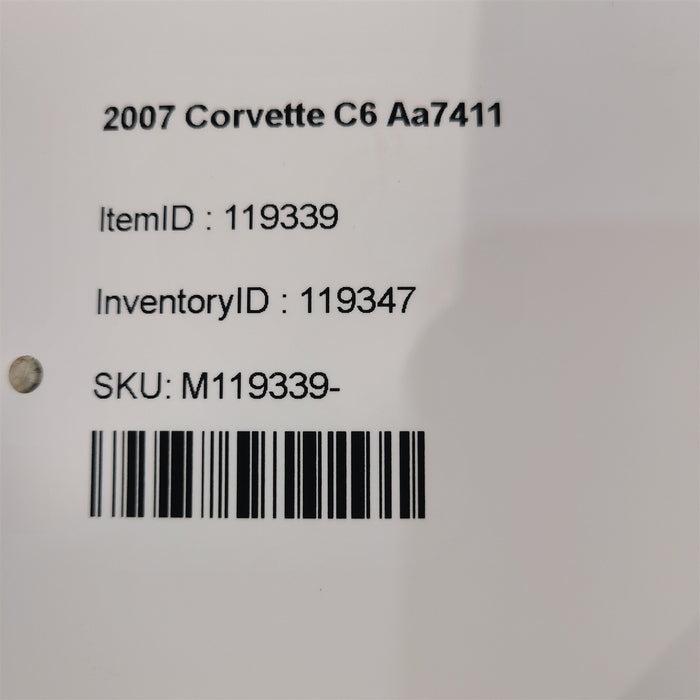 2007 Corvette C6 Aa7411
ItemID : 119339
InventoryID : 119347
SKU: M119339-